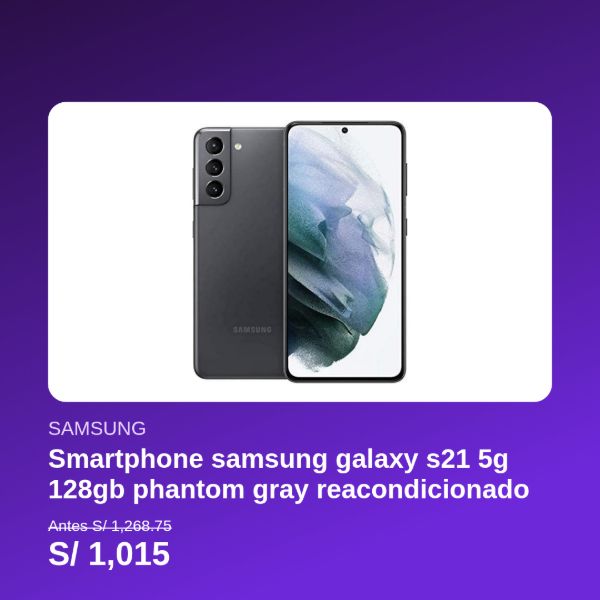 SAMSUNG
SAMSUNG
Smartphone samsung galaxy s21 5g
128gb phantom gray reacondicionado
Antes S/ 1,268.75
S/ 1,015